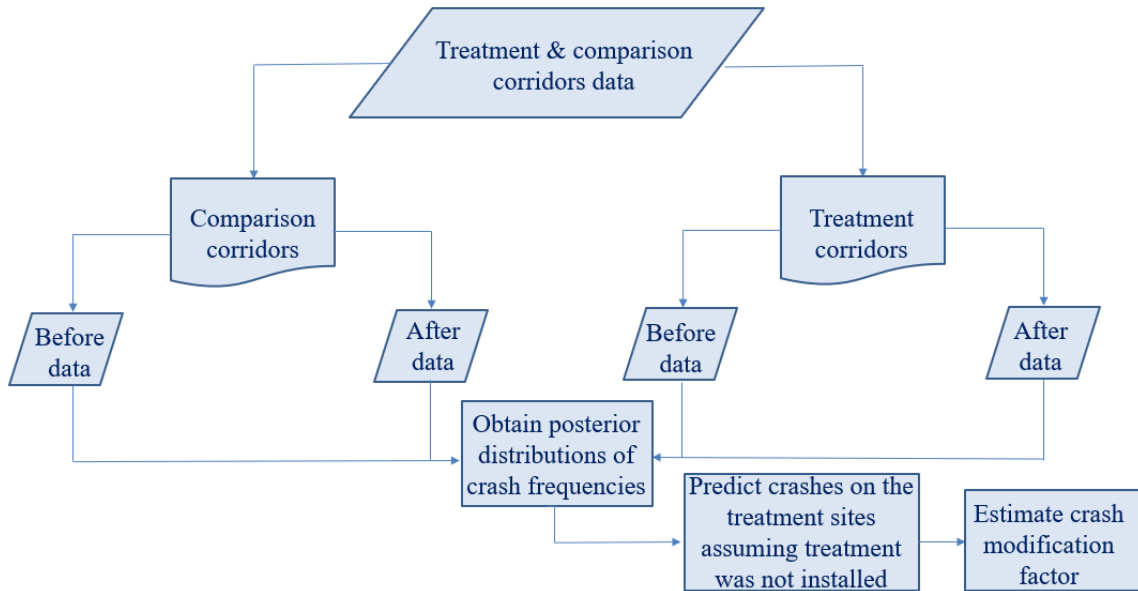 Treatment & comparison
corridors data
Comparison
corridors
Treatment
corridors
Before
data
After
data
Before
data
After
data
Obtain posterior
distributions of
crash frequencies
Predict crashes on the
treatment sites
assuming treatment
was not installed
Estimate crash
modification
factor